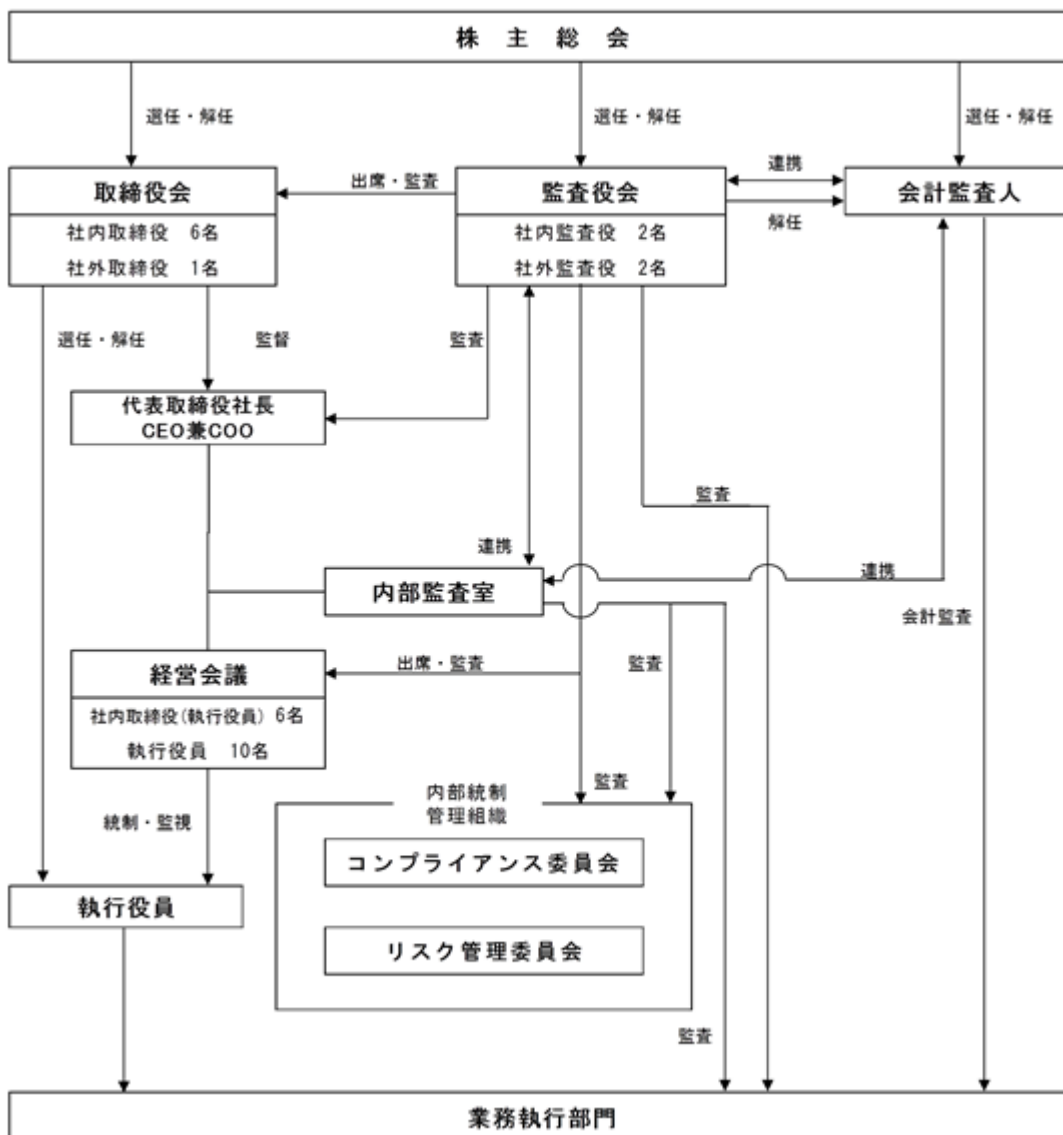 株 主 総 会
選任・解任
選任・解任
選任・解任
取締役会
社内取締役 6名
社外取締役 1名
出席・監査
監査役会
社内監査役 2名
社外監査役 2名
連携
解任
会計監査人
選任・解任
監督
監査
代表取締役社長
CEO兼COO
監査
連携
連携
内部監査室
会計監査
経営会議
社内取締役(執行役員) 6名
執行役員 10名
出席・監査
監査
統制・監視
内部統制
管理組織
監査
コンプライアンス委員会
リスク管理委員会
執行役員
監査
業務執行部門